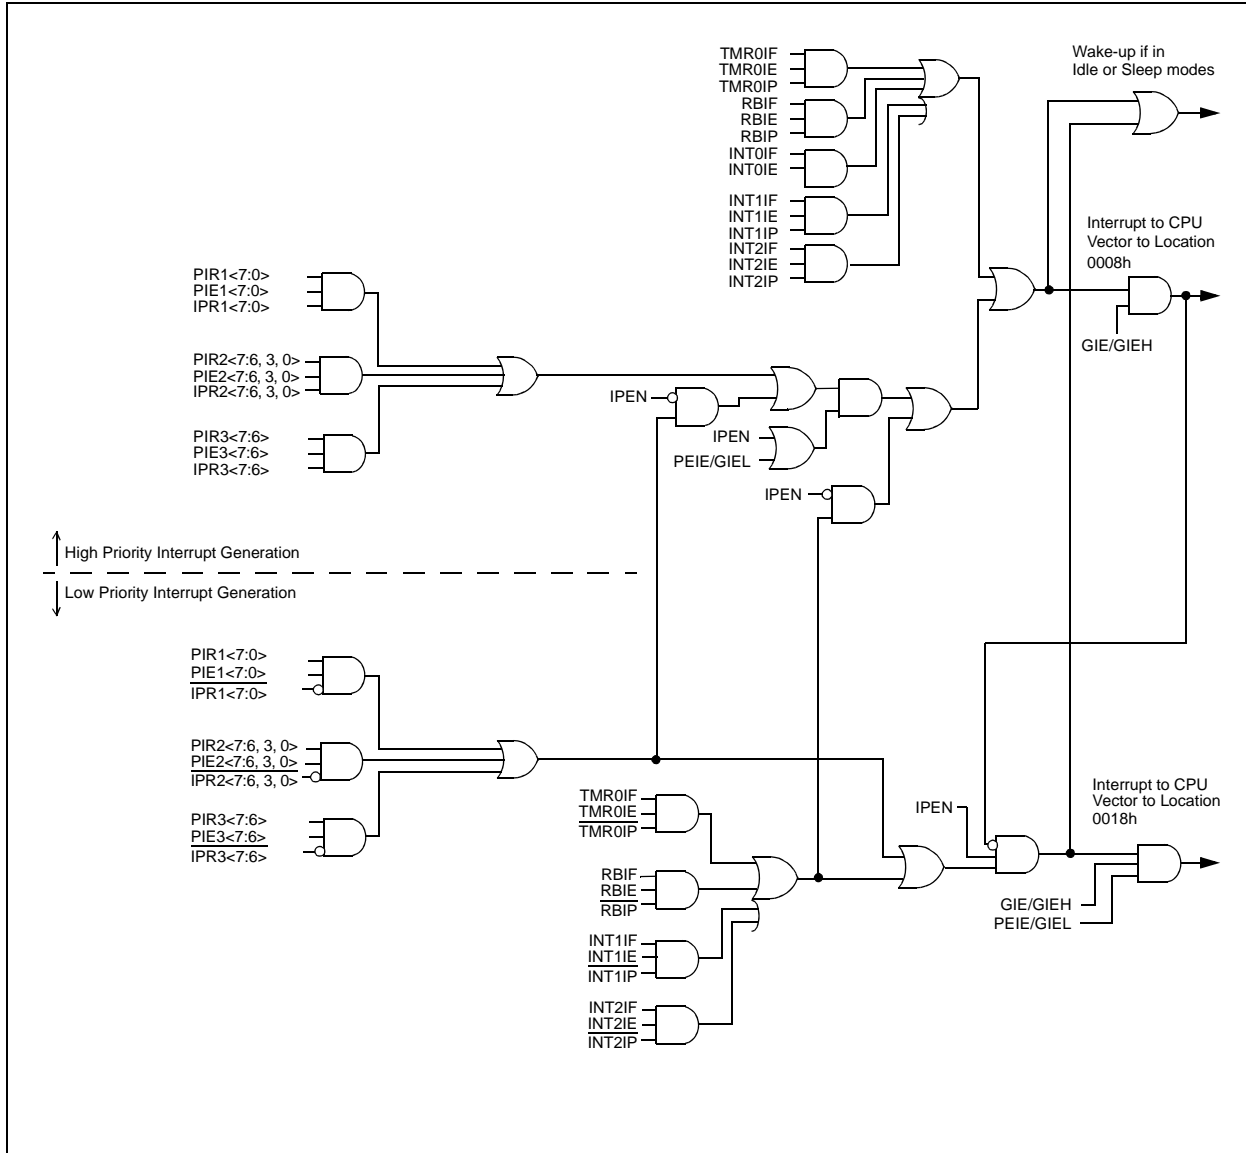 TMR0IF
TMR0IE
TMR0IP
RBIF
RBIE
RBIP
INT0IF
INT0IE
INT1IF
INT1IE
INT1IP
INT2IF
INT2IE
INT2IP
Wake-up if in
Idle or Sleep modes
Interrupt to CPU
Vector to Location
0008h
GIE/GIEH
PIR1<7:0>
PIE1<7:0>
IPR1<7:0>
PIR2<7:6, 3, 0>
PIE2<7:6, 3, 0>
IPR2<7:6, 3, 0>
PIR3<7:6>
PIE3<7:6>
IPR3<7:6>
IPEN
IPEN
PEIE/GIEL
IPEN
High Priority Interrupt Generation
Low Priority Interrupt Generation
PIR1<7:0>
PIE1<7:0>
IPR1<7:0>
PIR2<7:6, 3, 0>
PIE2<7:6, 3, 0>
IPR2<7:6, 3, 0>
PIR3<7:6>
PIE3<7:6>
IPR3<7:6>
TMR0IF
TMR0IE
TMR0IP
RBIF
RBIE
RBIP
INT1IF
INT1IE
INT1IP
INT2IF
INT2IE
INT2IP
IPEN
Interrupt to CPU
Vector to Location
0018h
GIE/GIEH
PEIE/GIEL